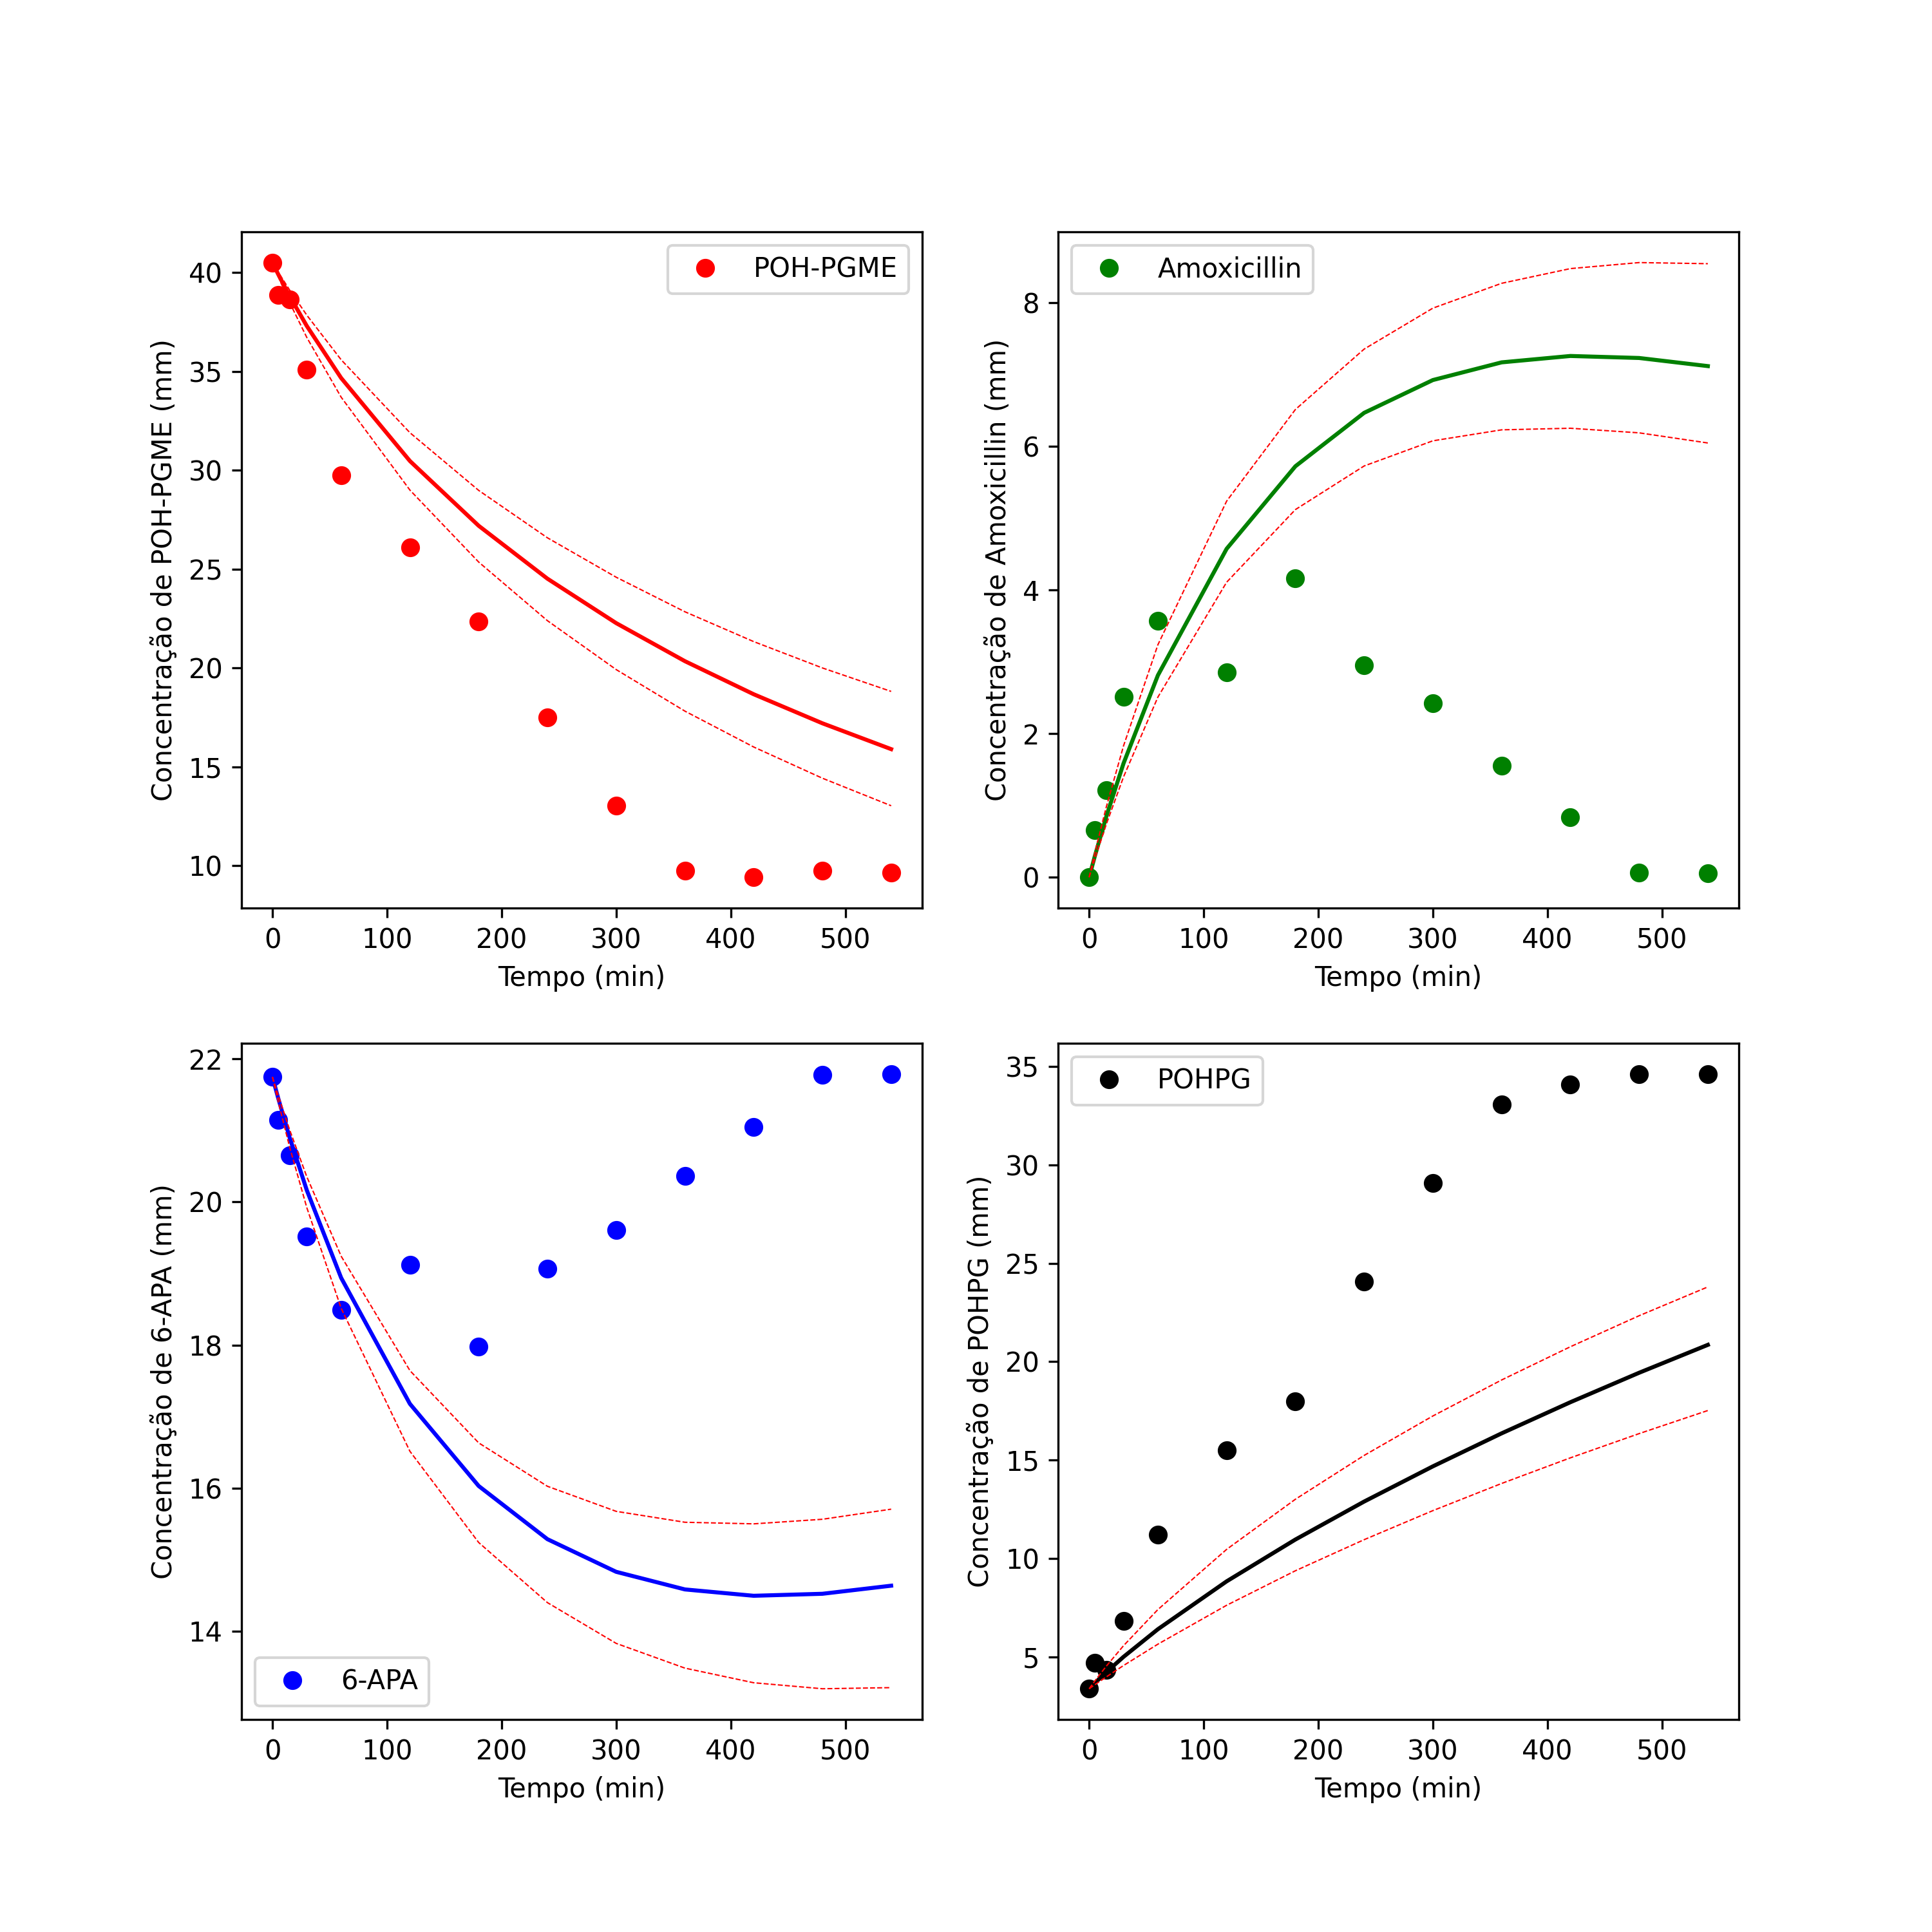 POH-PGME
Concentração de POH-PGME (mm)
40
35
30
25
20
15
10
0 100 200 300 400 500
Tempo (min)
Amoxicillin
Concentração de Amoxicillin (mm)
8
6
4
2
0
0 100 200 300 400 500
Tempo (min)
Concentração de 6-APA (mm)
22
20
18
16
14
6-APA
0 100 200 300 400 500
Tempo (min)
POHPG
Concentração de POHPG (mm)
35
30
25
20
15
10
5
0 100 200 300 400 500
Tempo (min)